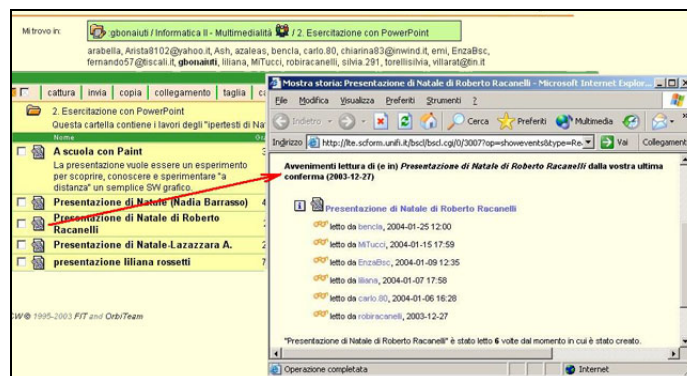 Mi trovo in:
:gbonaiuti / Informatica II - Multimedialità / 2. Esercitazione con PowerPoint
arabella, Arista8102@yahoo.it, Ash, azaleas, bencla, carlo.80, chiarina83@inwind.it, emi, EnzaBsc,
fernando57@tiscali.it, gbonaiuti, liliana, MiTucci, robiracanelli, silvia.291, torellisilvia, villarat@tin.it
cattura invia copia collegamento taglia
2. Esercitazione con PowerPoint
Questa cartella contiene i lavori degli "ipertesti di Na
Nome
A scuola con Paint
La presentazione vuole essere un esperimento
per scoprire, conoscere e sperimentare "a
distanza" un semplice SW grafico.
Presentazione di Natale (Nadia Barrasso) 4
Presentazione di Natale di Roberto
Racanelli
Presentazione di Natale-Lazazzara A. 2
presentazione liliana rossetti 7
1995-2003 FIT and OrbiTeam
Mostra storia: Presentazione di Natale di Roberto Racanelli - Microsoft Internet Explor...
File Modifica Visualizza Preferiti Strumenti ?
Indietro Cerca Preferiti Multimedia
Indirizzo http://lte.scform.unifi.it/bscl/bscl.cgi/0/3007?op=showevents&type=Re Vai Collegament
Avvenimenti lettura di (e in) Presentazione di Natale di Roberto Racanelli dalla vostra ultima
conferma (2003-12-27)
Presentazione di Natale di Roberto Racanelli
letto da bencla, 2004-01-25 12:00
letto da MiTucci, 2004-01-15 17:59
letto da EnzaBsc, 2004-01-09 12:35
letto da liliana, 2004-01-07 17:58
letto da carlo.80, 2004-01-06 16:28
letto da robiracanelli, 2003-12-27
"Presentazione di Natale di Roberto Racanelli" è stato letto 6 volte dal momento in cui è stato creato.
Operazione completata Internet